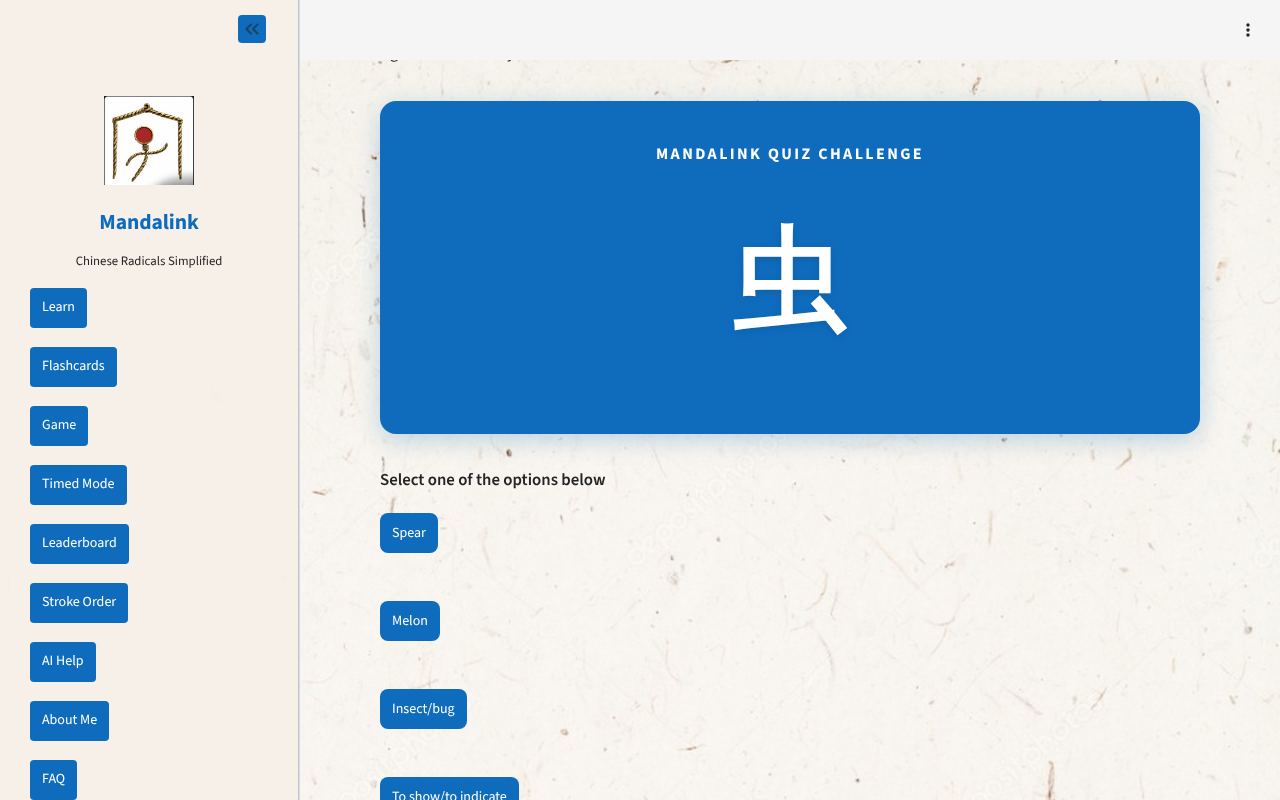 Mandalink
Chinese Radicals Simplified
Learn
Flashcards
Game
Timed Mode
Leaderboard
Stroke Order
AI Help
About Me
FAQ
MANDALINK QUIZ CHALLENGE
虫
Select one of the options below
Spear
Melon
Insect/bug
To show/to indicate